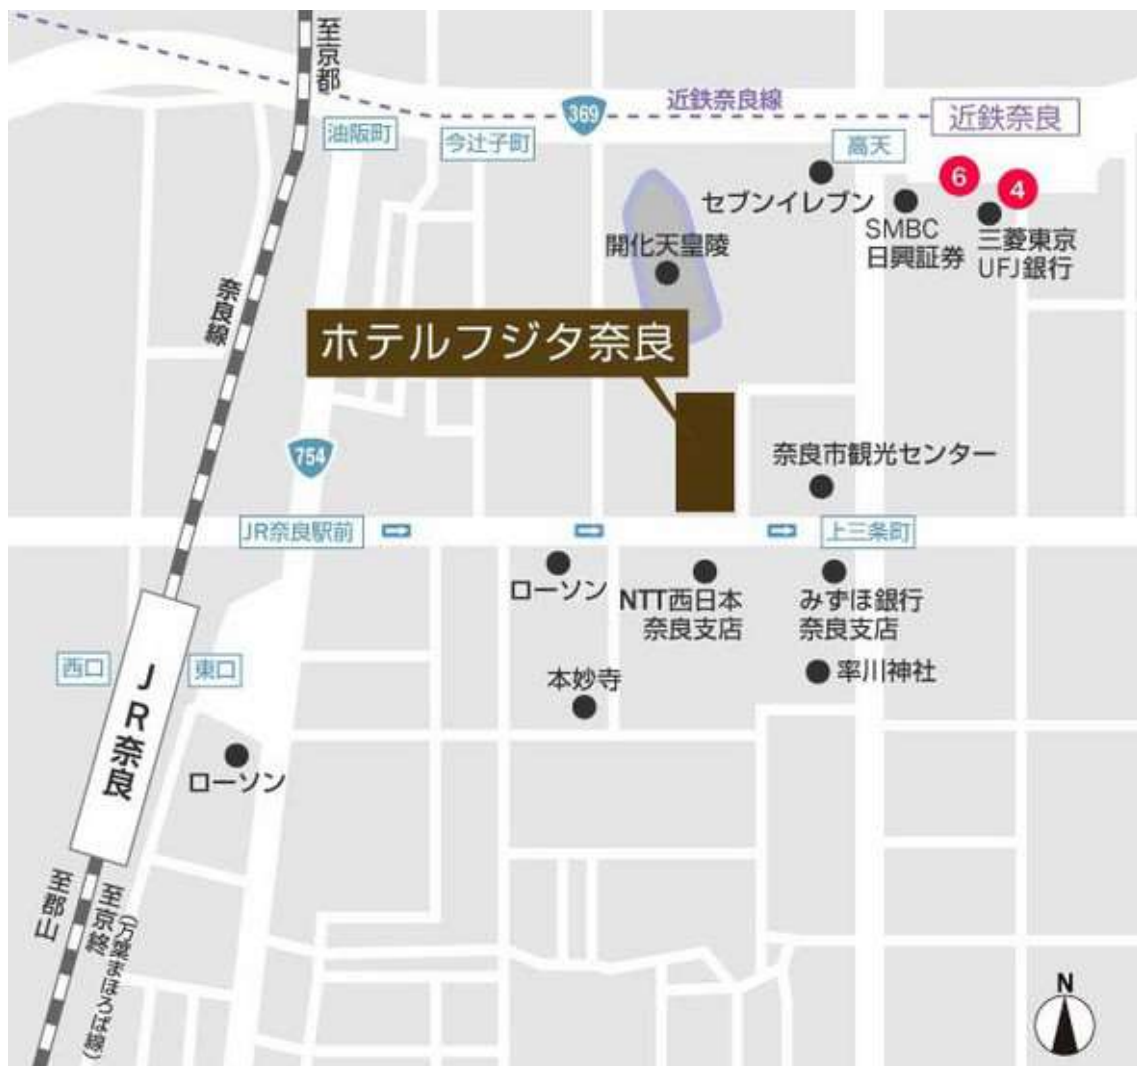 至京都
近鉄奈良線
369
近鉄奈良
油阪町
今辻子町
高天
6
4
セブンイレブン
SMBC
日興証券
三菱東京
UFJ銀行
開化天皇陵
奈良線
ホテルフジタ奈良
754
奈良市観光センター
JR奈良駅前
上三条町
ローソン
NTT西日本
奈良支店
みずほ銀行
奈良支店
西口
JR奈良
東口
本妙寺
率川神社
ローソン
至郡山
至京終
(万葉まほろば線)
N